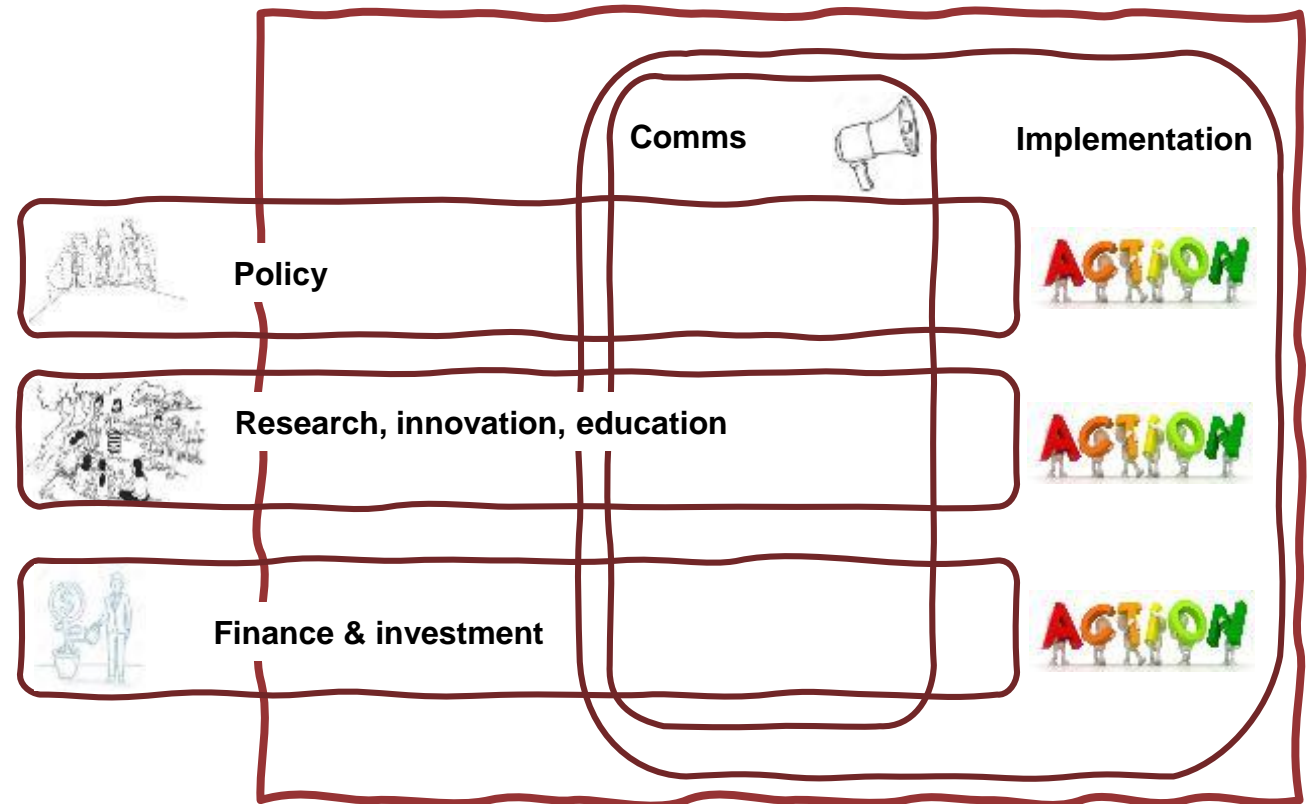 Comms
Implementation
Policy
ACTiON
Research, innovation, education
ACTiON
Finance & investment
ACTiON